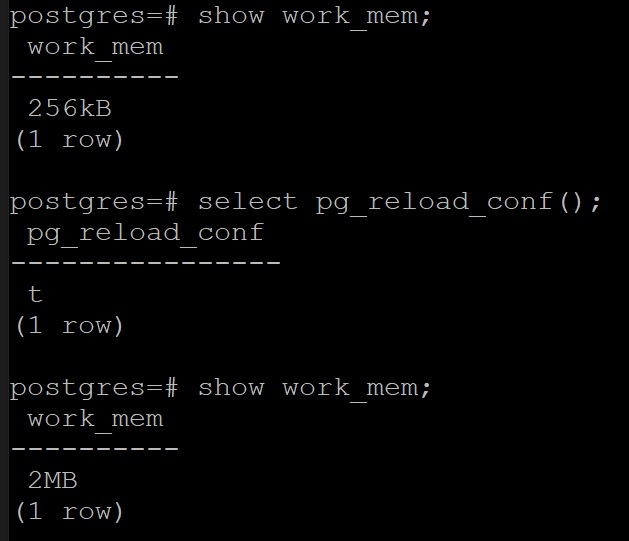 postgres=# show work_mem;
 work_mem
----------
 256kB
(1 row)

postgres=# select pg_reload_conf();
 pg_reload_conf
----------------
 t
(1 row)

postgres=# show work_mem;
 work_mem
----------
 2MB
(1 row)